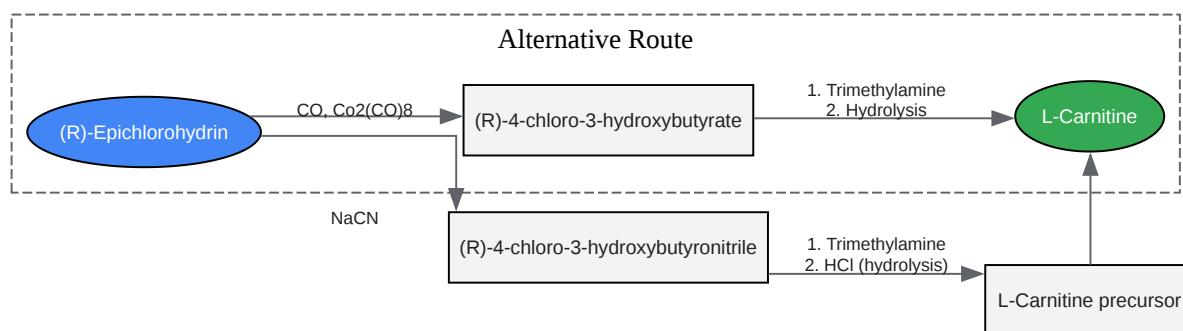 Alternative Route
(R)-Epichlorohydrin
CO, Co2(CO)8
(R)-4-chloro-3-hydroxybutyrate
1. Trimethylamine
2. Hydrolysis
L-Carnitine
NaCN
(R)-4-chloro-3-hydroxybutyronitrile
1. Trimethylamine
2. HCl (hydrolysis)
L-Carnitine precursor